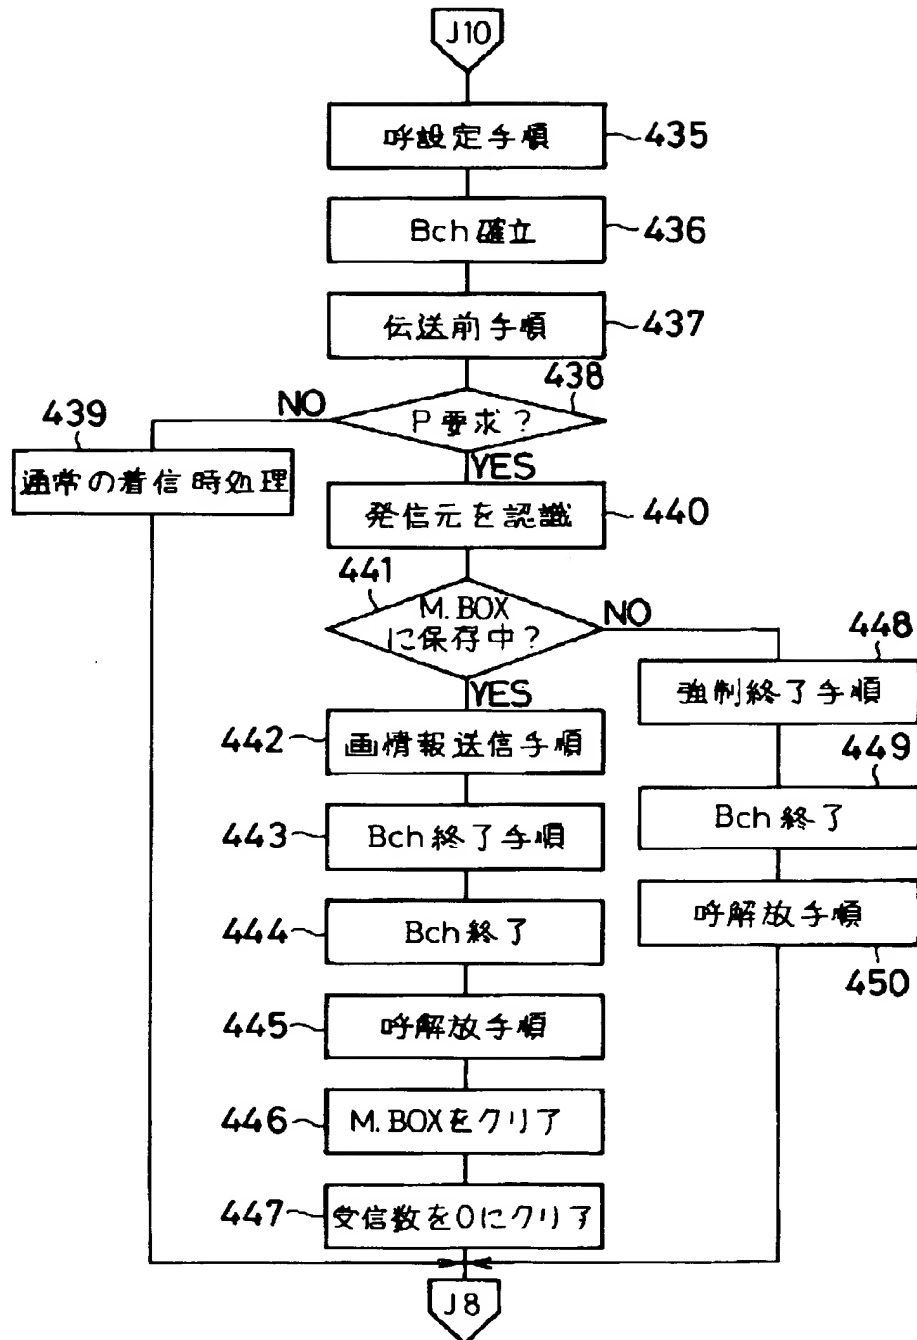 J10
呼設定手順
435
Bch確立
436
伝送前手順
437
438
P要求?
NO
YES
439
通常の着信時処理
発信元を認識
440
441
M.BOX
に保存中?
NO
YES
448
強制終了手順
442
画情報送信手順
449
Bch終了
443
Bch終了手順
呼解放手順
450
444
Bch終了
445
呼解放手順
446
M.BOXをクリア
447
受信数を0にクリア
J8